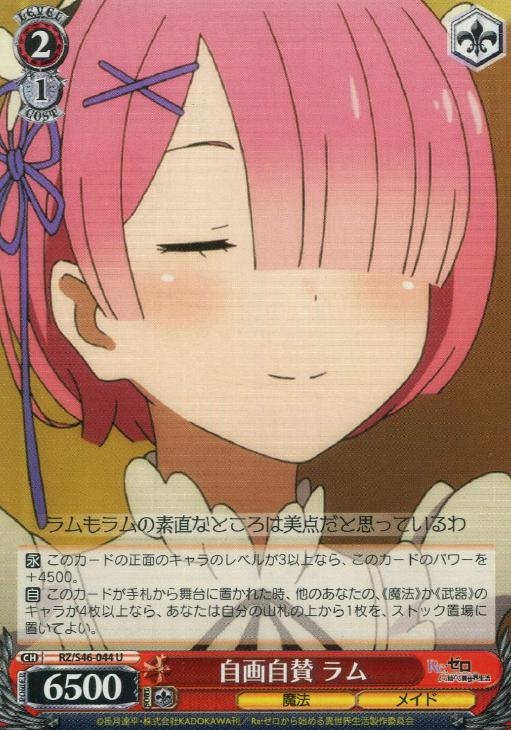 LEVEL
2
1
COST
ラムもラムの素直なところは美点だと思っているわ
永 このカードの正面のキャラのレベルが3以上なら、このカードのパワーを
+4500。
自 このカードが手札から舞台に置かれた時、他のあなたの、《魔法》か《武器》の
キャラが4枚以上なら、あなたは自分の山札の上から1枚を、ストック置場に
置いてよい。
CH RZ/S46-044 U
POWER
6500
自画自賛 ラム
Re:ゼロ
から始める異世界生活
SOUL
魔法 メイド
©長月達平・株式会社KADOKAWA刊/Re:ゼロから始める異世界生活製作委員会